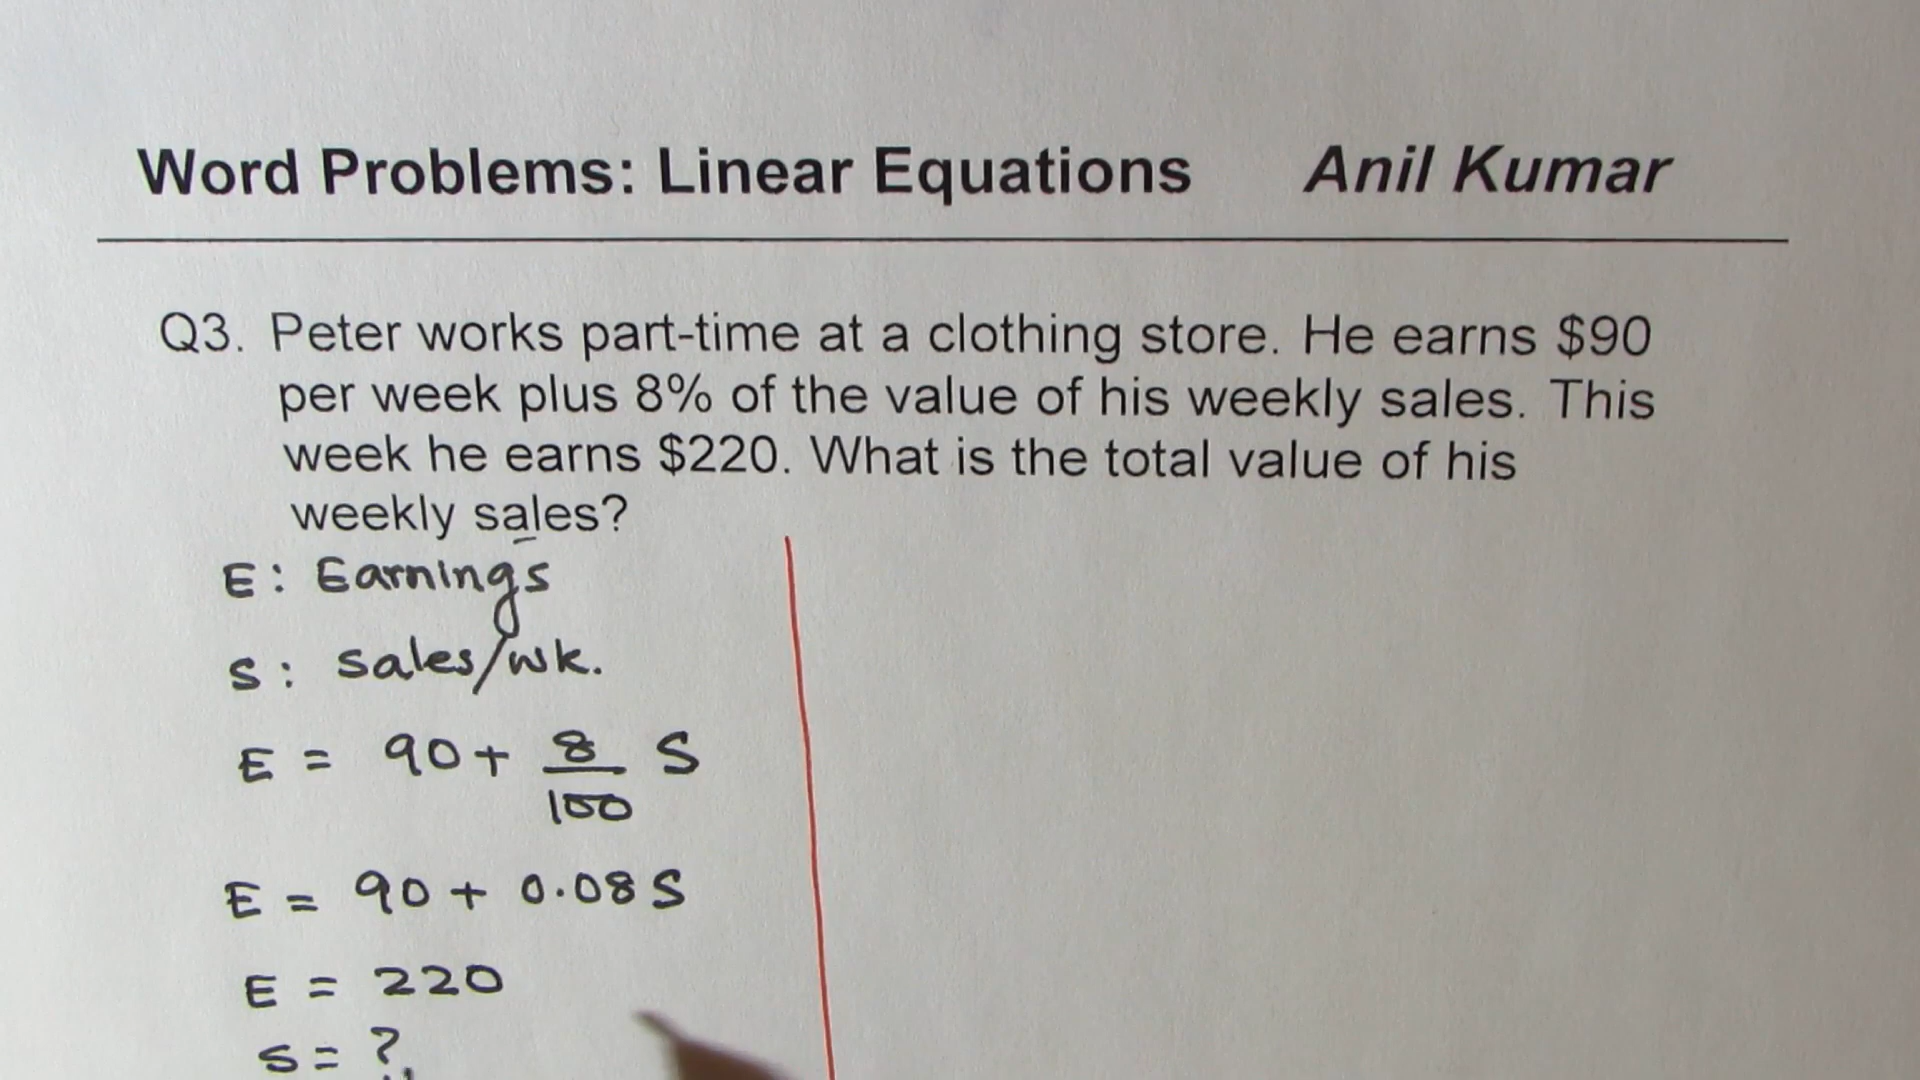 Word Problems: Linear Equations Anil Kumar
Q3. Peter works part-time at a clothing store. He earns $90
per week plus 8% of the value of his weekly sales. This
week he earns $220. What is the total value of his
weekly sales?
E: Earnings
S: Sales/wk.
E = 90 + 8/100 S
E = 90 + 0.08 S
E = 220
S = ?